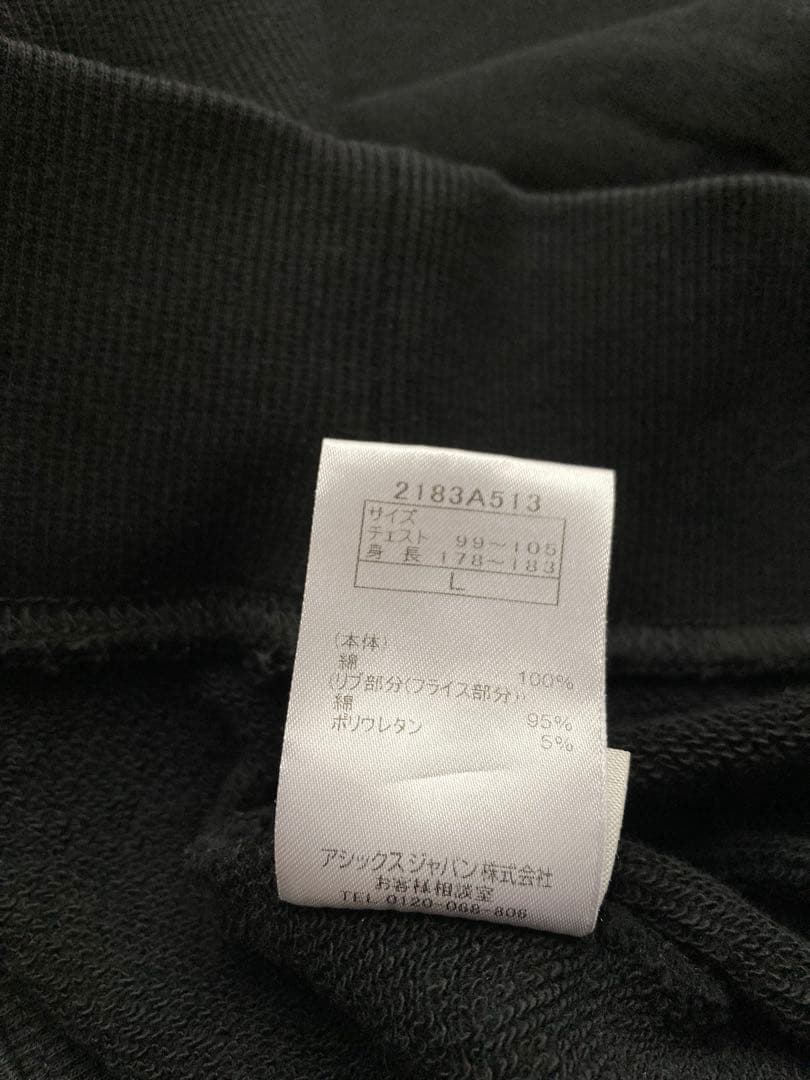 2183A513
サイズ
チェスト 99～105
身長 178～183
L
(本体)
綿 100%
(リブ部分(フライス部分))
綿 95%
ポリウレタン 5%
アシックスジャパン株式会社
お客様相談室
TEL 0120-068-806